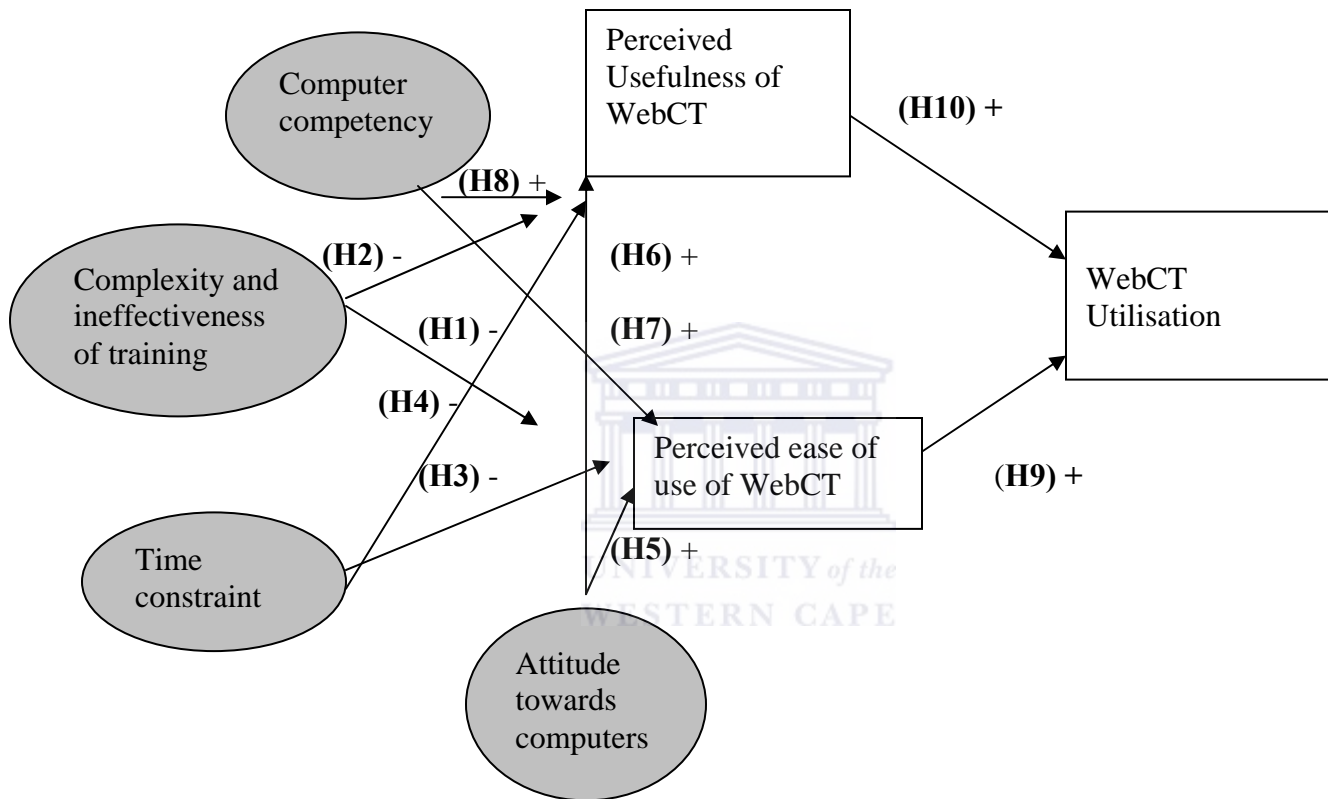 Perceived
Usefulness of
WebCT
Computer
competency
(H10) +
(H8) +
(H2) -
(H6) +
Complexity and
ineffectiveness
of training
WebCT
Utilisation
(H1) -
(H7) +
(H4) -
Perceived ease of
use of WebCT
(H3) -
(H9) +
Time
constraint
(H5) +
UNIVERSITY of the
WESTERN CAPE
Attitude
towards
computers